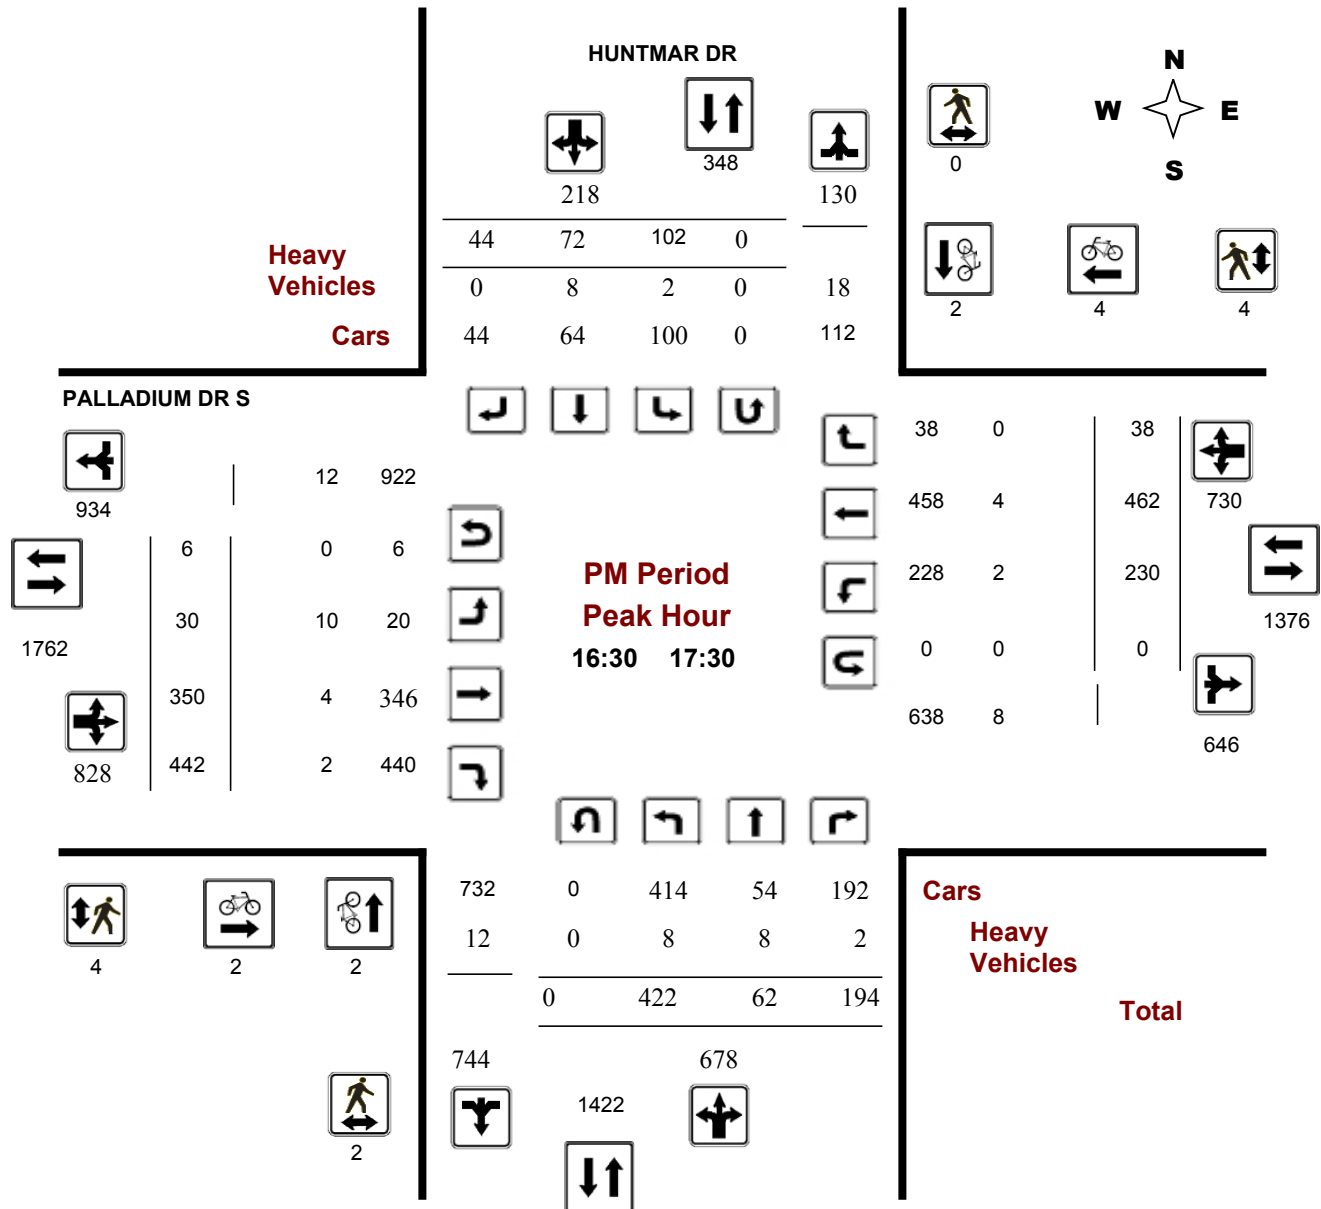 HUNTMAR DR
N
W E
S
348
0
218 130
44 72 102 0
Heavy
Vehicles 0 8 2 0 18
Cars 44 64 100 0 112
2 4 4
PALLADIUM DR S
38 0 38
12 922
934
458 4 462 730
6 0 6
PM Period
228 2 230
Peak Hour
30 10 20
1376
1762
16:30 17:30
0 0 0
350 4 346
638 8
646
828 442 2 440
732 0 414 54 192 Cars
12 0 8 8 2 Heavy
Vehicles
4 2 2
0 422 62 194
Total
744 678
1422
2